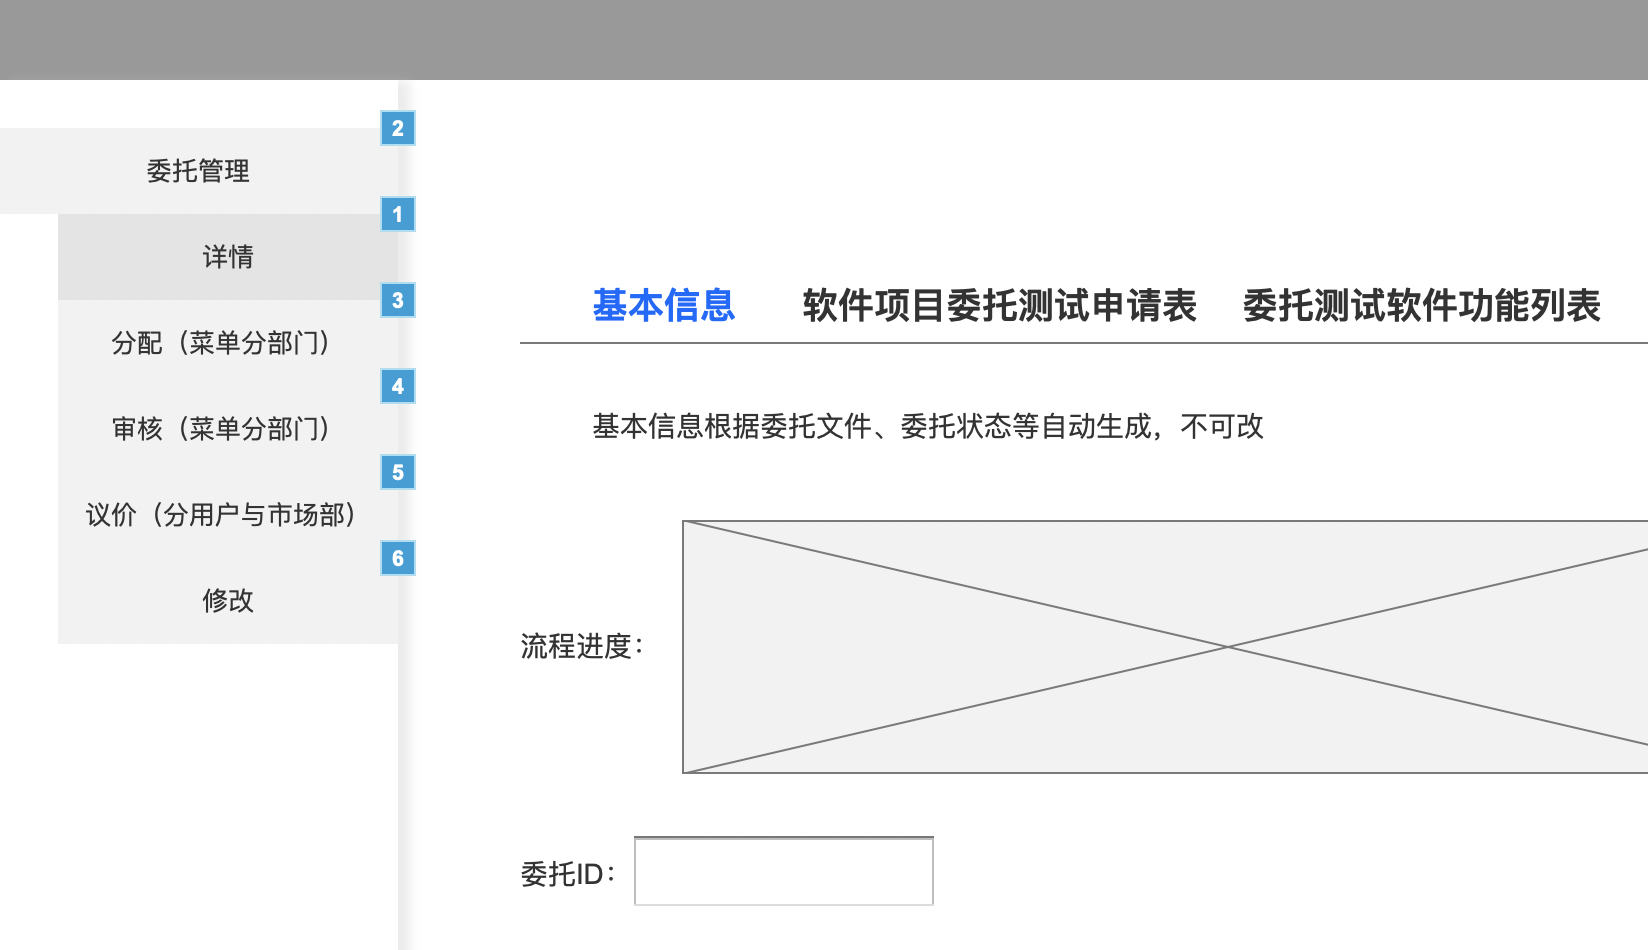 2
委托管理
1
详情
3
分配（菜单分部门）
4
审核（菜单分部门）
5
议价（分用户与市场部）
6
修改
基本信息 软件项目委托测试申请表 委托测试软件功能列表
基本信息根据委托文件、委托状态等自动生成，不可改
流程进度：
委托ID：